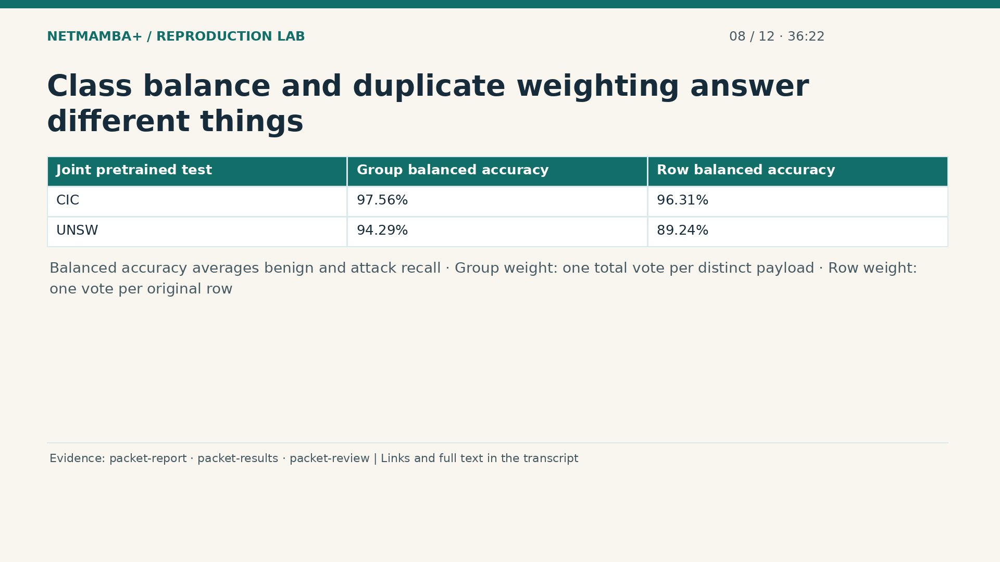 NETMAMBA+ / REPRODUCTION LAB
08 / 12 · 36:22
Class balance and duplicate weighting answer
different things
Joint pretrained test
Group balanced accuracy
Row balanced accuracy
CIC
97.56%
96.31%
UNSW
94.29%
89.24%
Balanced accuracy averages benign and attack recall · Group weight: one total vote per distinct payload · Row weight:
one vote per original row
Evidence: packet-report · packet-results · packet-review | Links and full text in the transcript